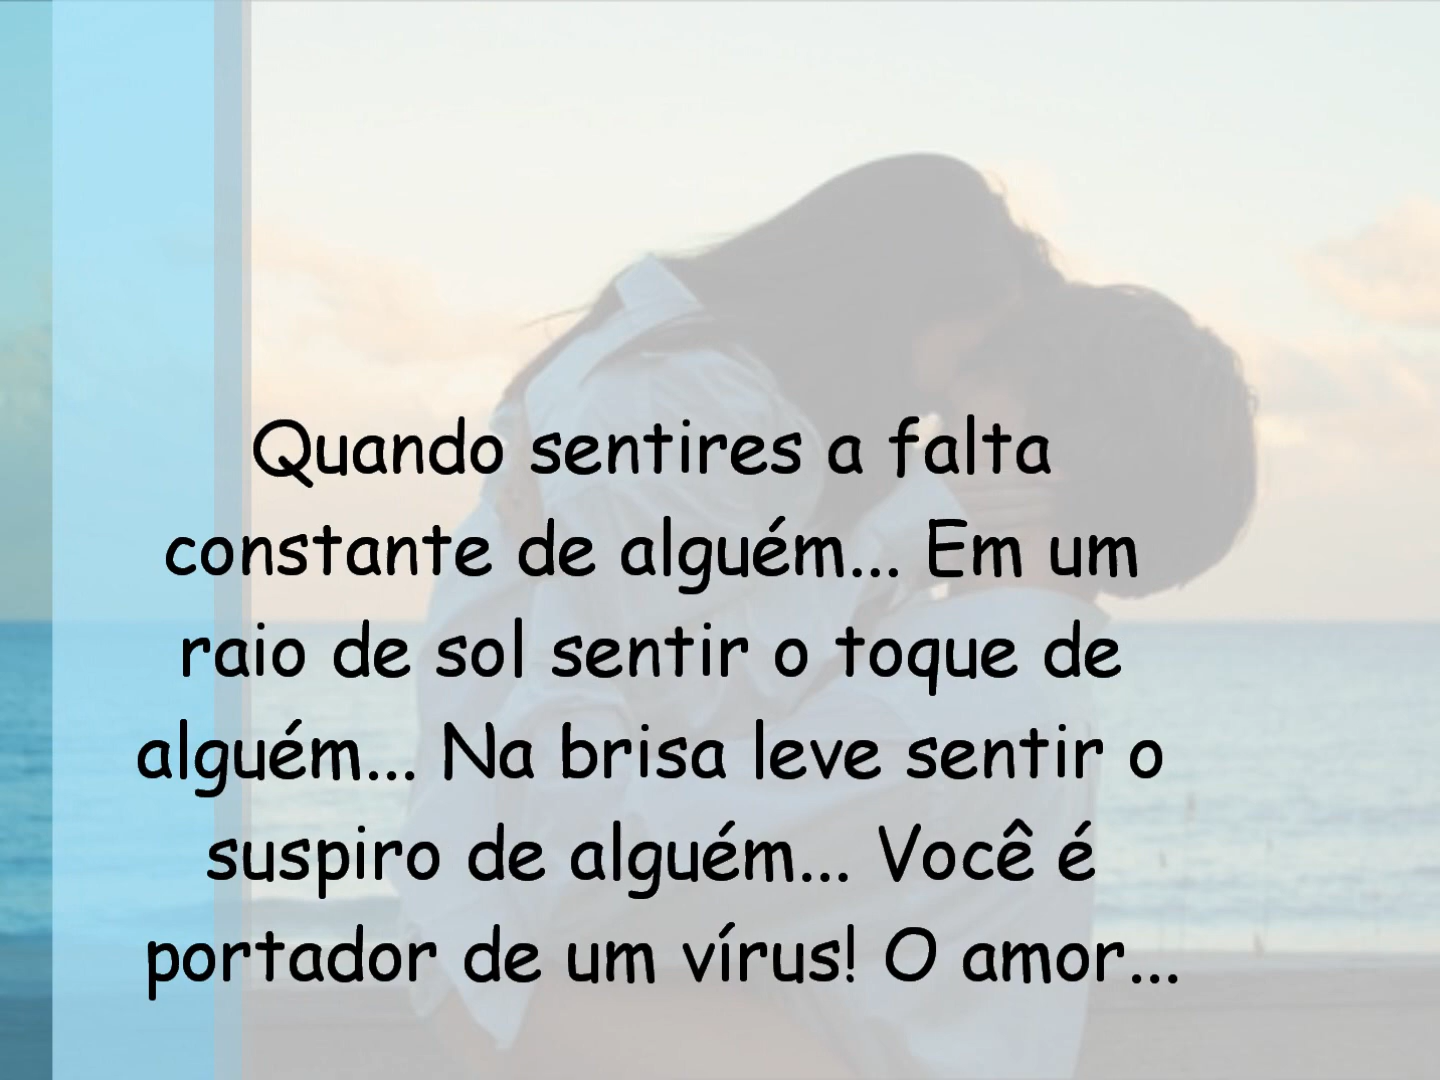 Quando sentires a falta
constante de alguém... Em um
raio de sol sentir o toque de
alguém... Na brisa leve sentir o
suspiro de alguém... Você é
portador de um vírus! O amor...